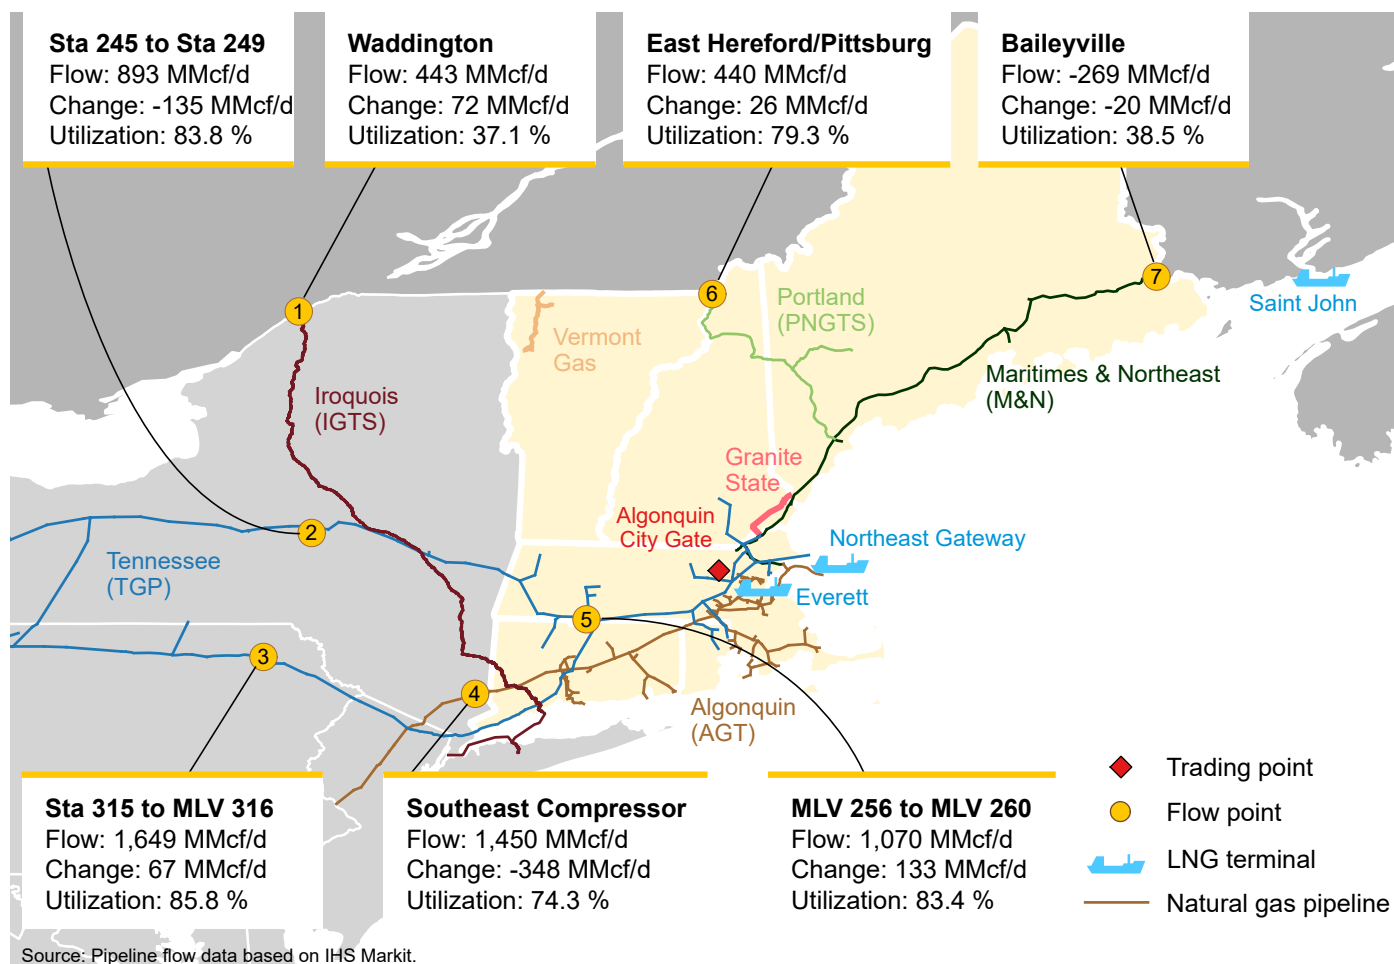 Sta 245 to Sta 249
Flow: 893 MMcf/d
Change: -135 MMcf/d
Utilization: 83.8 %
Waddington
Flow: 443 MMcf/d
Change: 72 MMcf/d
Utilization: 37.1 %
East Hereford/Pittsburg
Flow: 440 MMcf/d
Change: 26 MMcf/d
Utilization: 79.3 %
Baileyville
Flow: -269 MMcf/d
Change: -20 MMcf/d
Utilization: 38.5 %
1
6
7
Portland
(PNGTS)
Saint John
Vermont
Gas
Iroquois
(IGTS)
Maritimes & Northeast
(M&N)
Granite
State
Algonquin
City Gate
2
Northeast Gateway
Tennessee
(TGP)
Everett
5
3
4
Algonquin
(AGT)
Sta 315 to MLV 316
Flow: 1,649 MMcf/d
Change: 67 MMcf/d
Utilization: 85.8 %
Southeast Compressor
Flow: 1,450 MMcf/d
Change: -348 MMcf/d
Utilization: 74.3 %
MLV 256 to MLV 260
Flow: 1,070 MMcf/d
Change: 133 MMcf/d
Utilization: 83.4 %
Trading point
Flow point
LNG terminal
Natural gas pipeline
Source: Pipeline flow data based on IHS Markit.